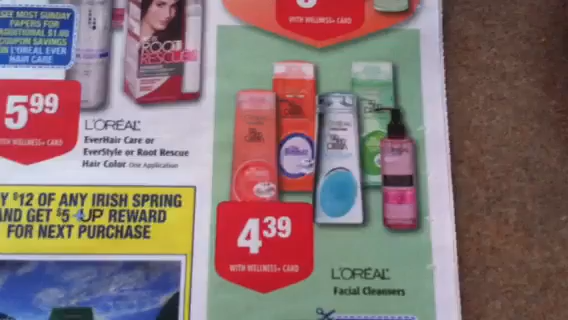 SEE MOST SUNDAY
PAPERS FOR
ADDITIONAL $1.00
COUPON SAVINGS
ON L'OREAL EVER
HAIR CARE
ROOT
RESCUE
5.99
WITH WELLNESS+ CARD
L'ORÉAL
EverHair Care or
EverStyle or Root Rescue
Hair Color One Application
Y $12 OF ANY IRISH SPRING
AND GET $5 +UP REWARD
FOR NEXT PURCHASE
WITH WELLNESS+ CARD
4.39
WITH WELLNESS+ CARD
L'ORÉAL
Facial Cleansers